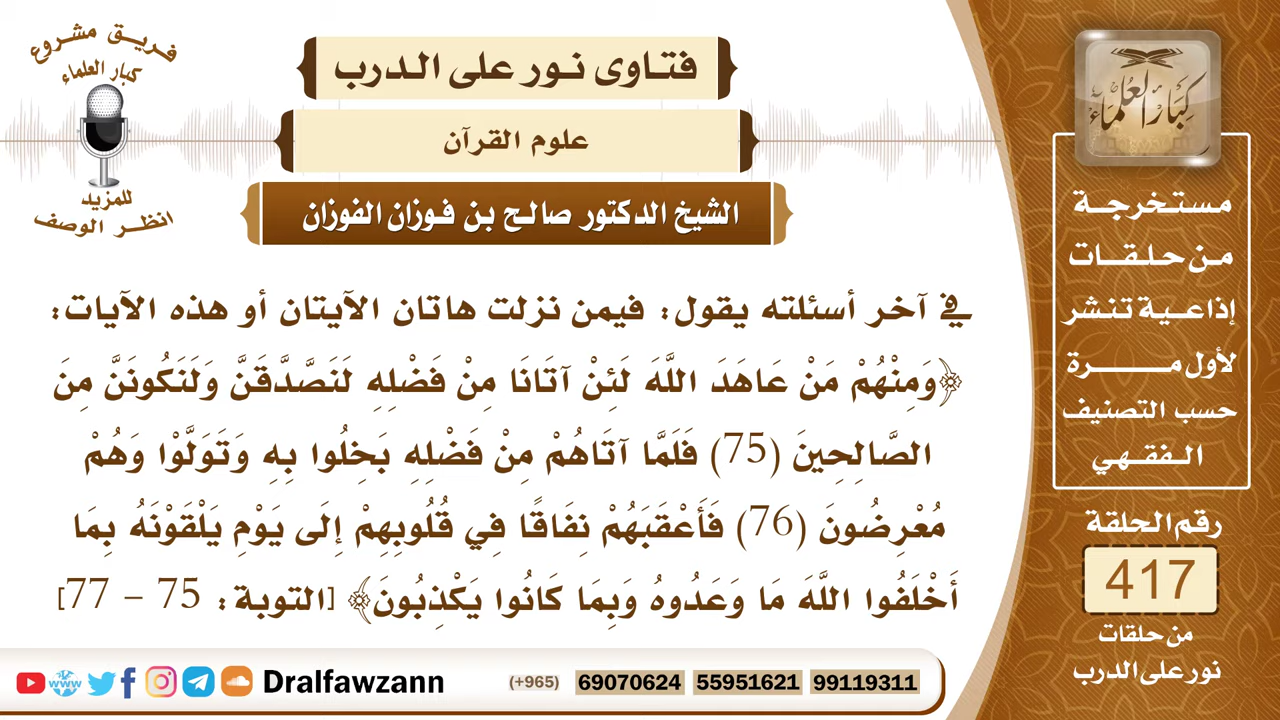 فريق مشروع
كبار العلماء
للمزيد
انظر الوصف
فتاوى نور على الدرب
علوم القرآن
الشيخ الدكتور صالح بن فوزان الفوزان
كبار العلماء
مستخرجة
من حلقات
إذاعية تنشر
لأول مرة
حسب التصنيف
الفقهي
رقم الحلقة
417
من حلقات
نور على الدرب
في آخر أسئلته يقول: فيمن نزلت هاتان الآيتان أو هذه الآيات:
﴿وَمِنْهُمْ مَنْ عَاهَدَ اللَّهَ لَئِنْ آتَانَا مِنْ فَضْلِهِ لَنَصَّدَّقَنَّ وَلَنَكُونَنَّ مِنَ
الصَّالِحِينَ (75) فَلَمَّا آتَاهُمْ مِنْ فَضْلِهِ بَخِلُوا بِهِ وَتَوَلَّوْا وَهُمْ
مُعْرِضُونَ (76) فَأَعْقَبَهُمْ نِفَاقًا فِي قُلُوبِهِمْ إِلَى يَوْمِ يَلْقَوْنَهُ بِمَا
أَخْلَفُوا اللَّهَ مَا وَعَدُوهُ وَبِمَا كَانُوا يَكْذِبُونَ﴾ [التوبة: 75 – 77]
www
Dralfawzann (+965) 69070624 55951621 99119311